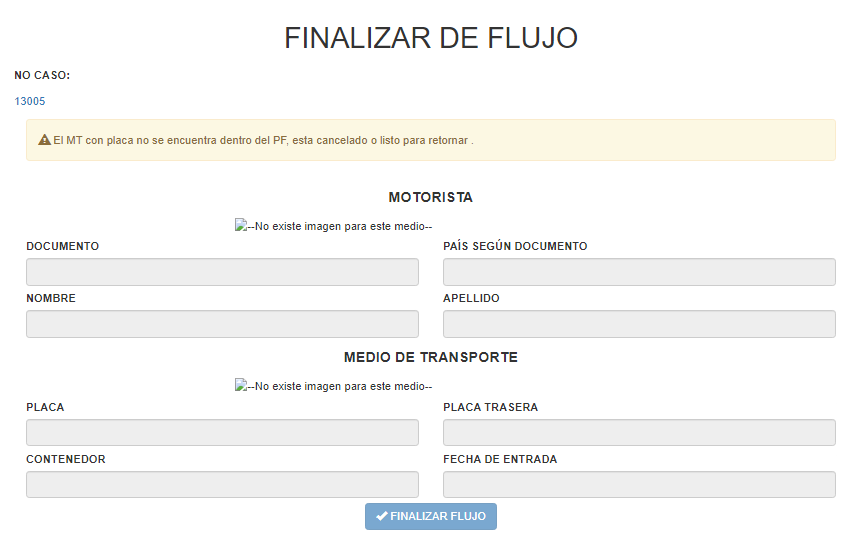 FINALIZAR DE FLUJO
NO CASO:
13005
El MT con placa no se encuentra dentro del PF, esta cancelado o listo para retornar .
MOTORISTA
--No existe imagen para este medio--
DOCUMENTO
PAÍS SEGÚN DOCUMENTO
NOMBRE
APELLIDO
MEDIO DE TRANSPORTE
--No existe imagen para este medio--
PLACA
PLACA TRASERA
CONTENEDOR
FECHA DE ENTRADA
FINALIZAR FLUJO